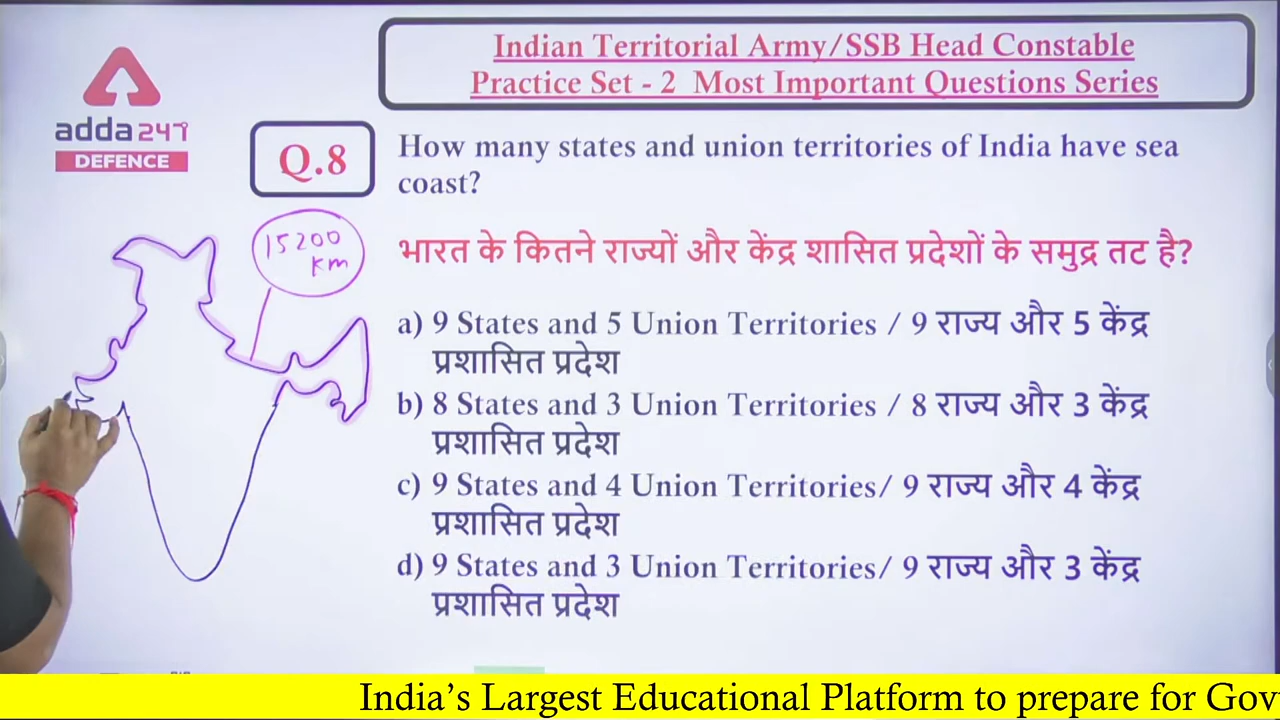 Indian Territorial Army/SSB Head Constable
Practice Set - 2 Most Important Questions Series
adda247
DEFENCE
Q.8
How many states and union territories of India have sea
coast?
15200
km
भारत के कितने राज्यों और केंद्र शासित प्रदेशों के समुद्र तट है?
a) 9 States and 5 Union Territories / 9 राज्य और 5 केंद्र
प्रशासित प्रदेश
b) 8 States and 3 Union Territories / 8 राज्य और 3 केंद्र
प्रशासित प्रदेश
c) 9 States and 4 Union Territories/ 9 राज्य और 4 केंद्र
प्रशासित प्रदेश
d) 9 States and 3 Union Territories/ 9 राज्य और 3 केंद्र
प्रशासित प्रदेश
India's Largest Educational Platform to prepare for Gov